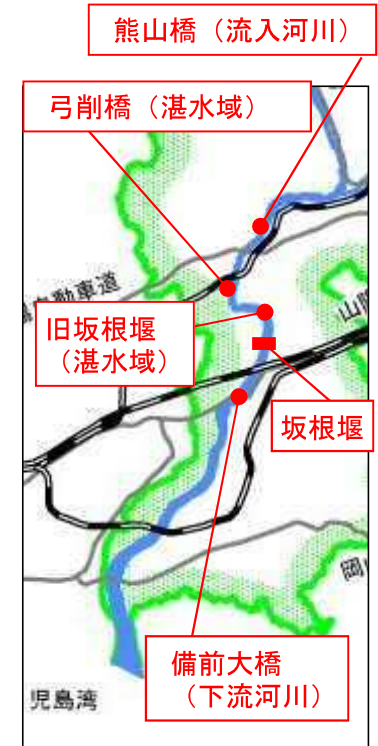 熊山橋（流入河川）
弓削橋（湛水域）
自動車道
旧坂根堰
（湛水域）
山陽
坂根堰
岡
備前大橋
（下流河川）
児島湾